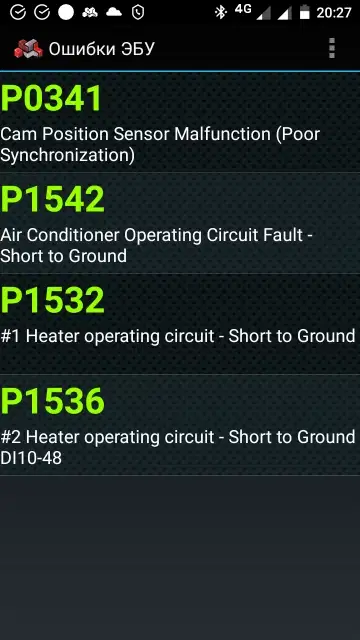 4G 20:27
Ошибки ЭБУ
P0341
Cam Position Sensor Malfunction (Poor
Synchronization)
P1542
Air Conditioner Operating Circuit Fault -
Short to Ground
P1532
#1 Heater operating circuit - Short to Ground
P1536
#2 Heater operating circuit - Short to Ground
DI10-48